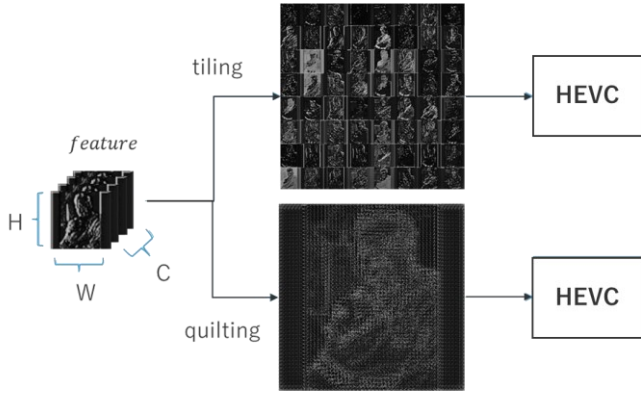 tiling
HEVC
feature
H
W
C
quilting
HEVC